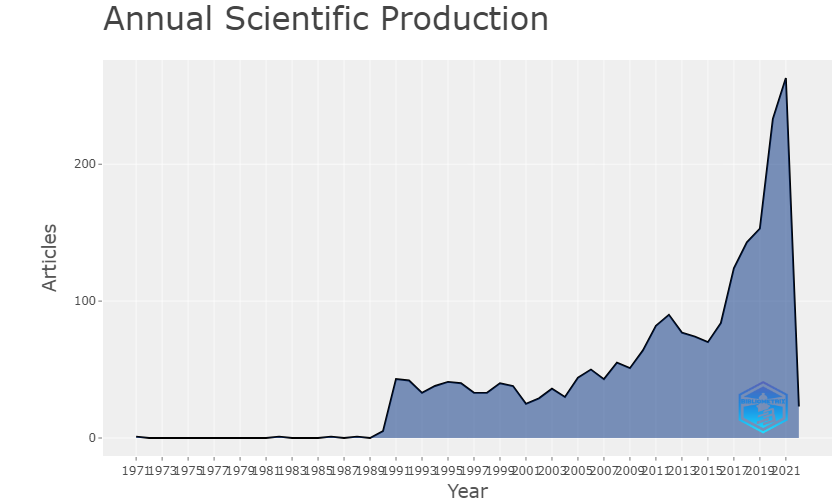 Annual Scientific Production
200
100
0
Articles
1971 1973 1975 1977 1979 1981 1983 1985 1987 1989 1991 1993 1995 1997 1999 2001 2003 2005 2007 2009 2011 2013 2015 2017 2019 2021
Year
BIBLIOMETRIX